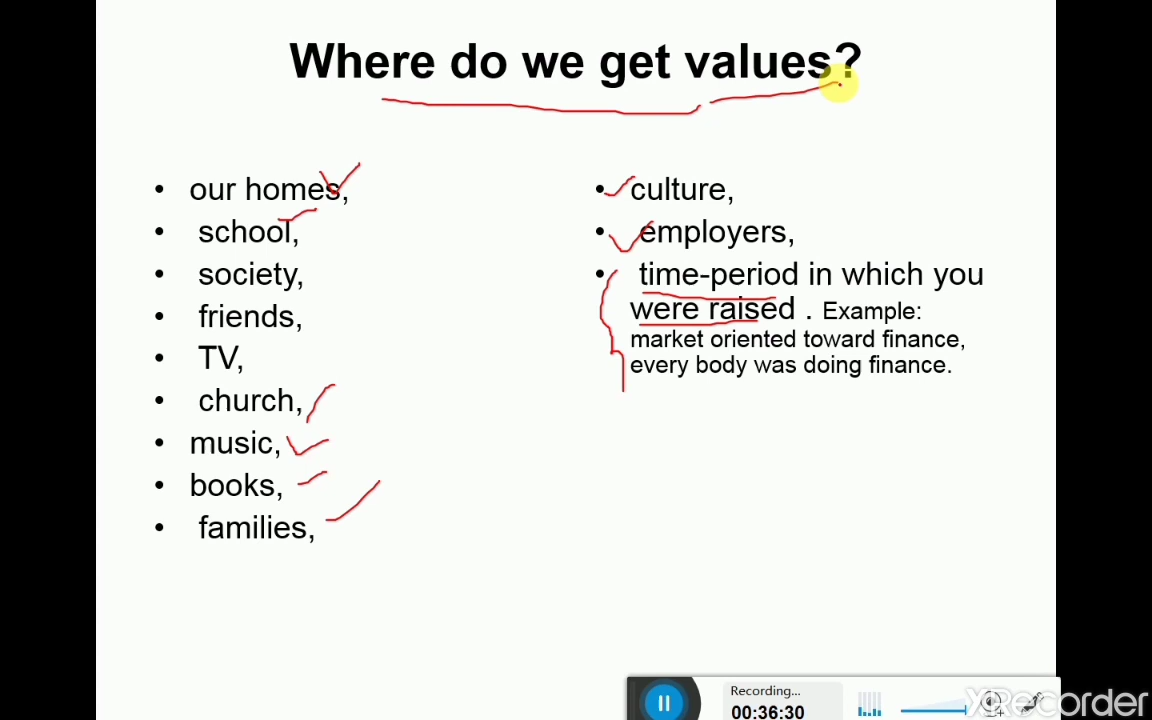 Where do we get values?
• our homes,
• school,
• society,
• friends,
• TV,
• church,
• music,
• books,
• families,
• culture,
• employers,
• time-period in which you
were raised . Example:
market oriented toward finance,
every body was doing finance.
Recording...
00:36:30
XRecorder